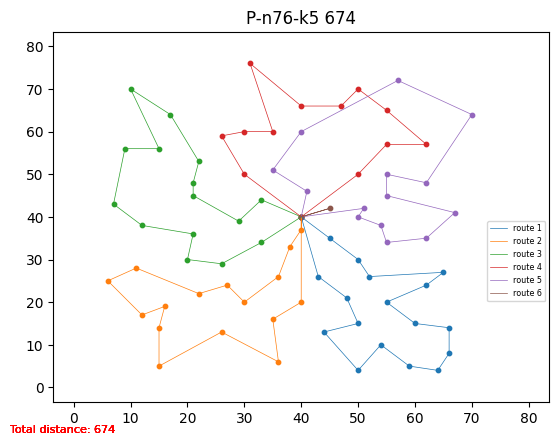 P-n76-k5 674
80
70
60
50
40
30
20
10
0
route 1
route 2
route 3
route 4
route 5
route 6
0 10 20 30 40 50 60 70 80
Total distance: 674